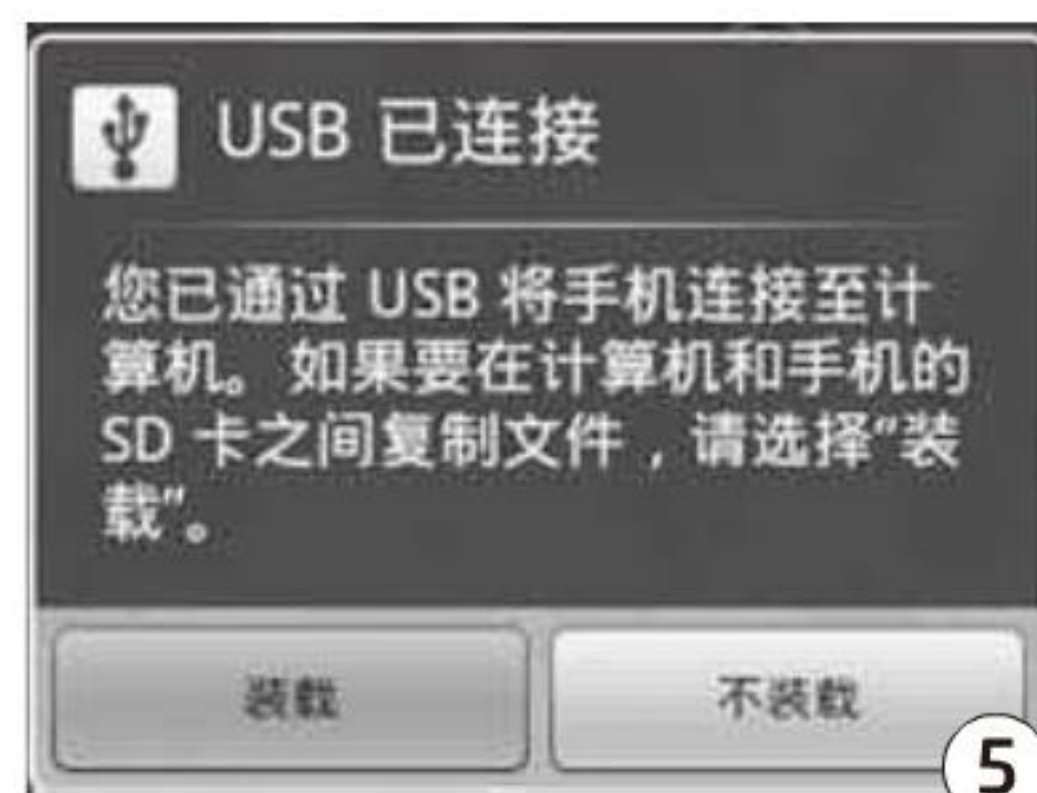 USB 已连接
您已通过 USB 将手机连接至计
算机。如果要在计算机和手机的
SD 卡之间复制文件，请选择"装
载"。
装载
不装载
5